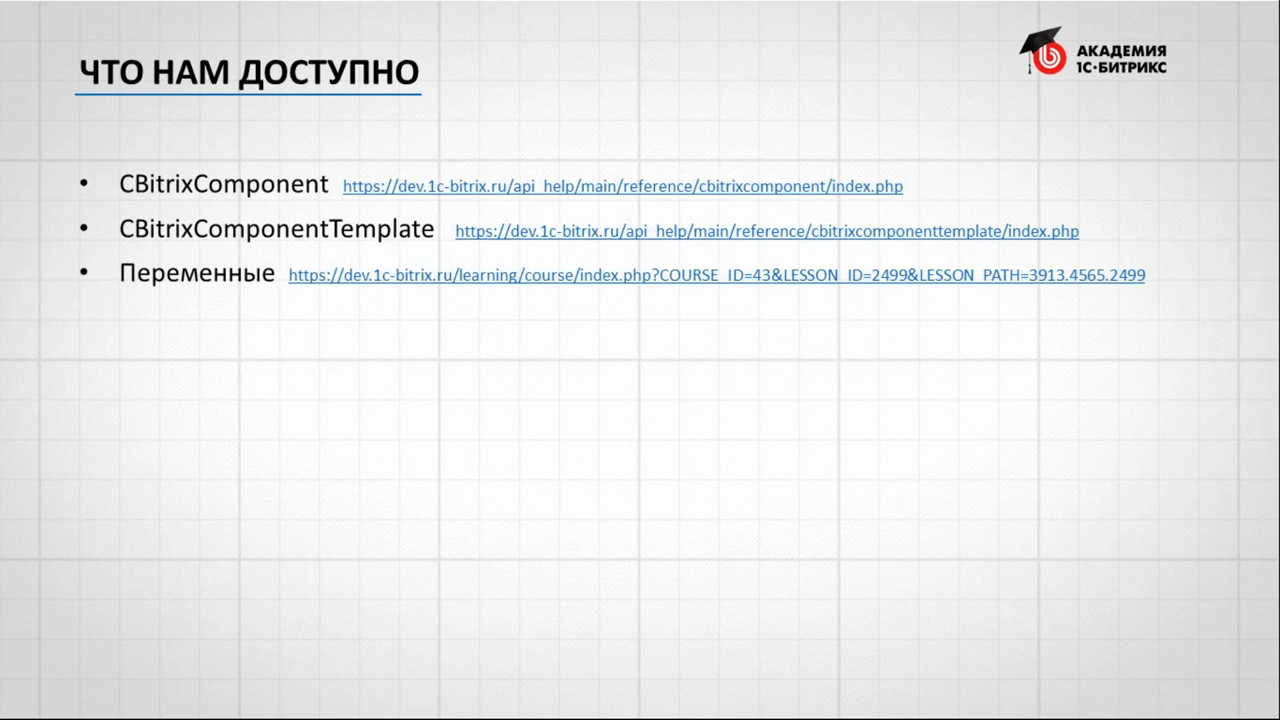 ЧТО НАМ ДОСТУПНО
АКАДЕМИЯ
1С·БИТРИКС
• CBitrixComponent https://dev.1c-bitrix.ru/api_help/main/reference/cbitrixcomponent/index.php
• CBitrixComponentTemplate https://dev.1c-bitrix.ru/api_help/main/reference/cbitrixcomponenttemplate/index.php
• Переменные https://dev.1c-bitrix.ru/learning/course/index.php?COURSE_ID=43&LESSON_ID=2499&LESSON_PATH=3913.4565.2499